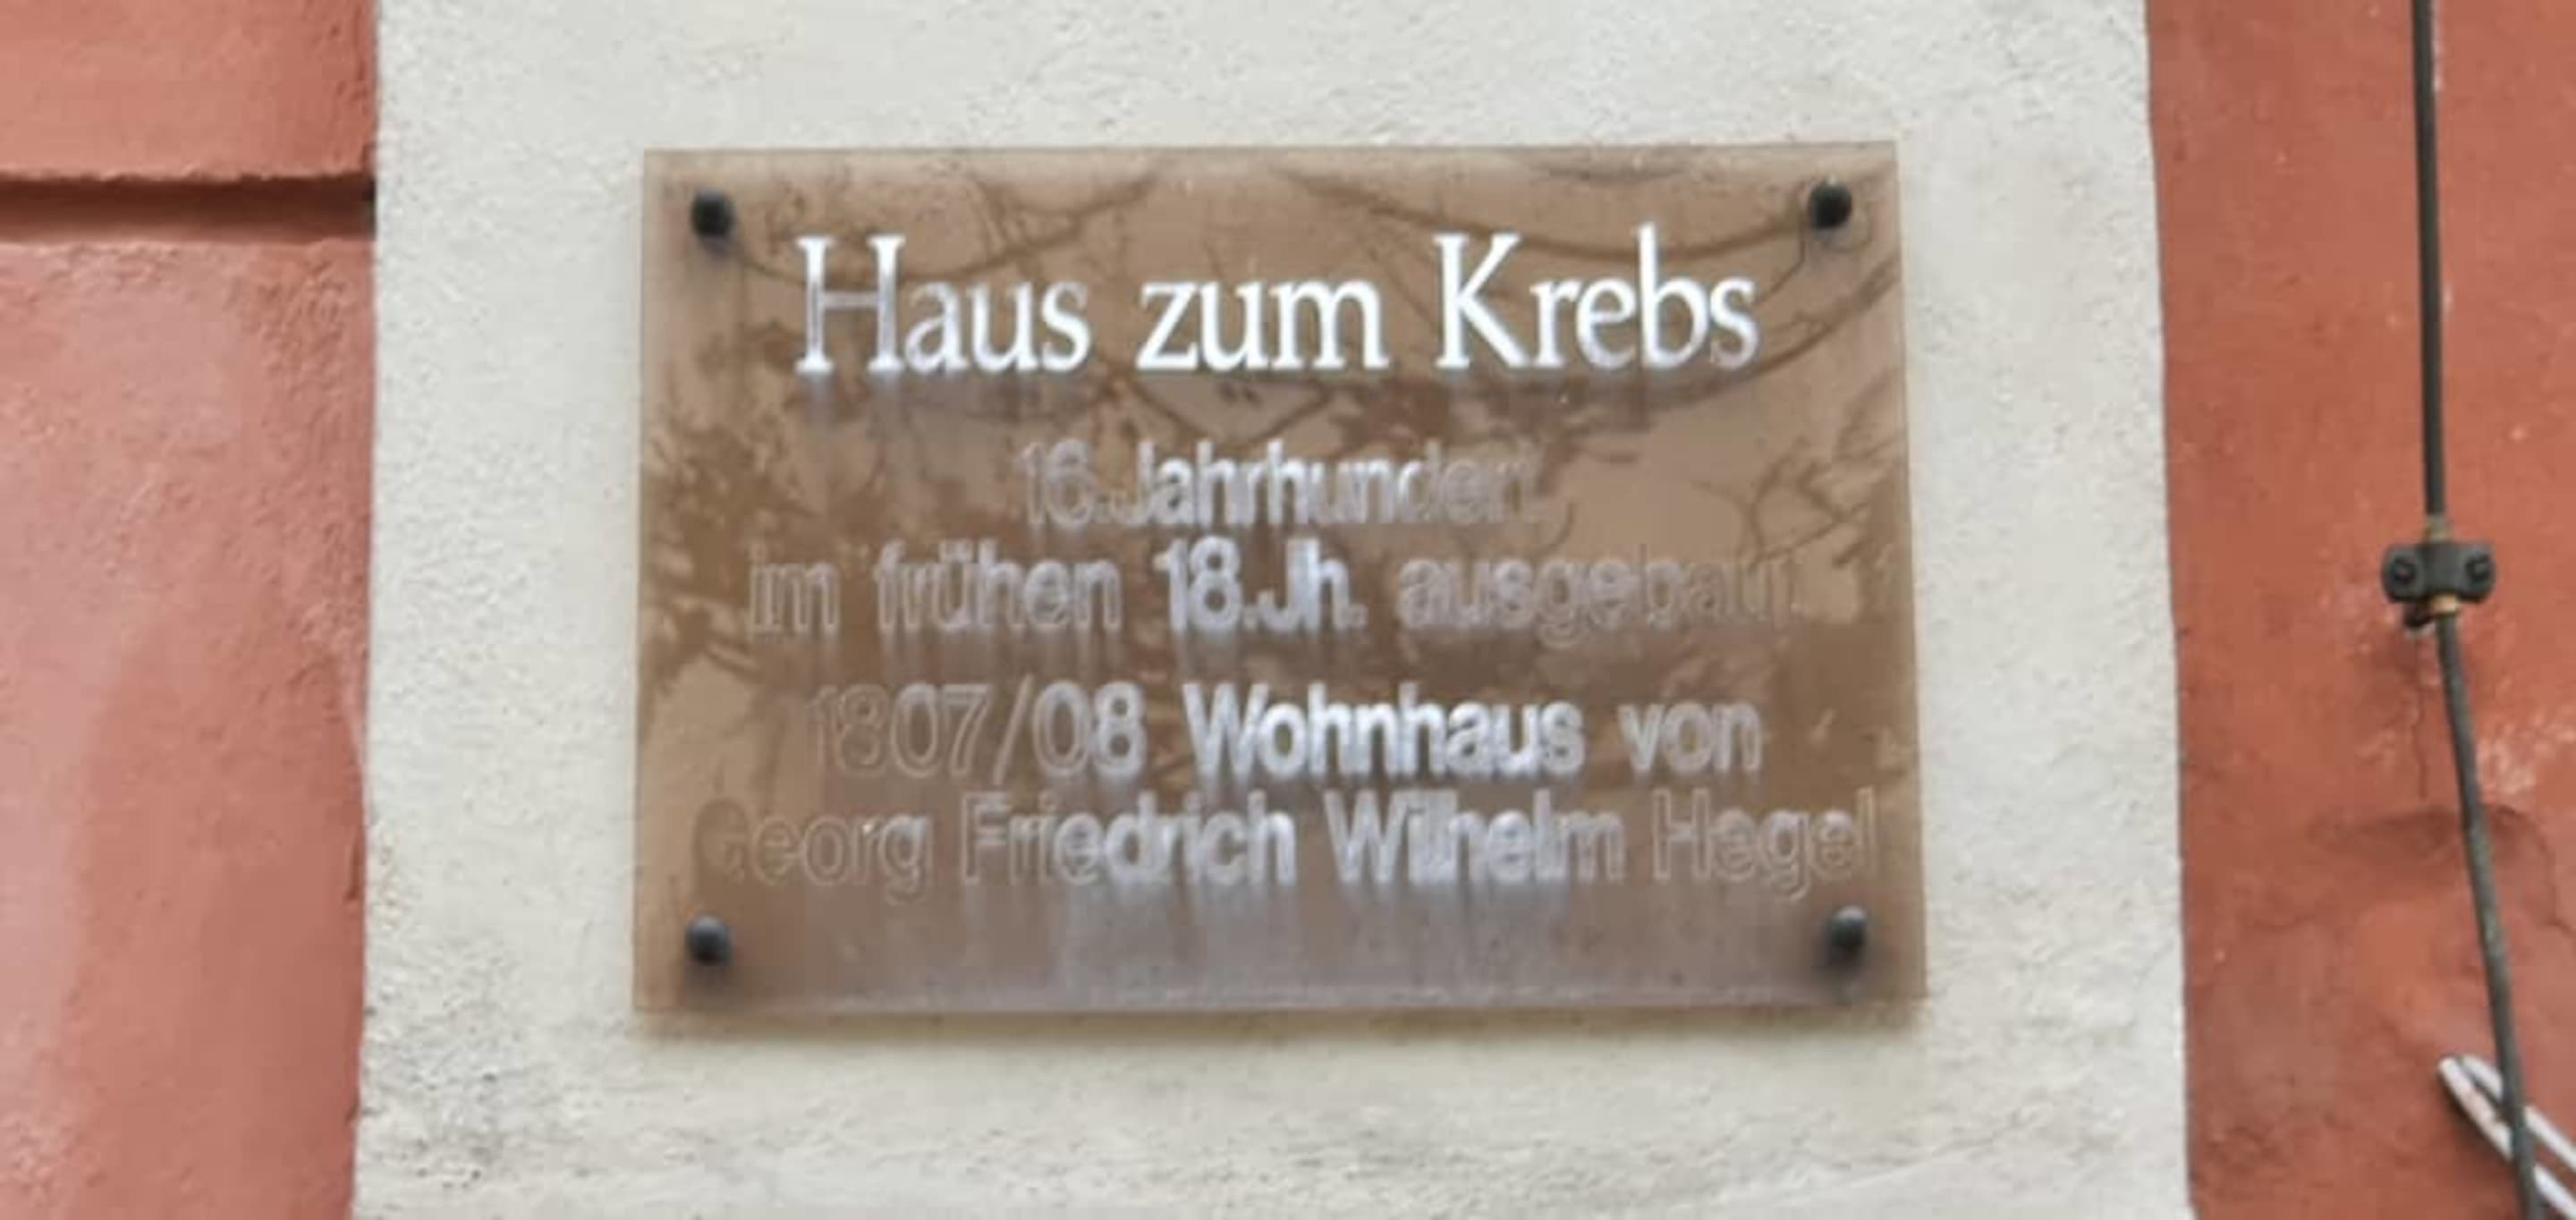 Haus zum Krebs
16. Jahrhundert
im frühen 18.Jh. ausgebaut
1807/08 Wohnhaus von
Georg Friedrich Wilhelm Hegel